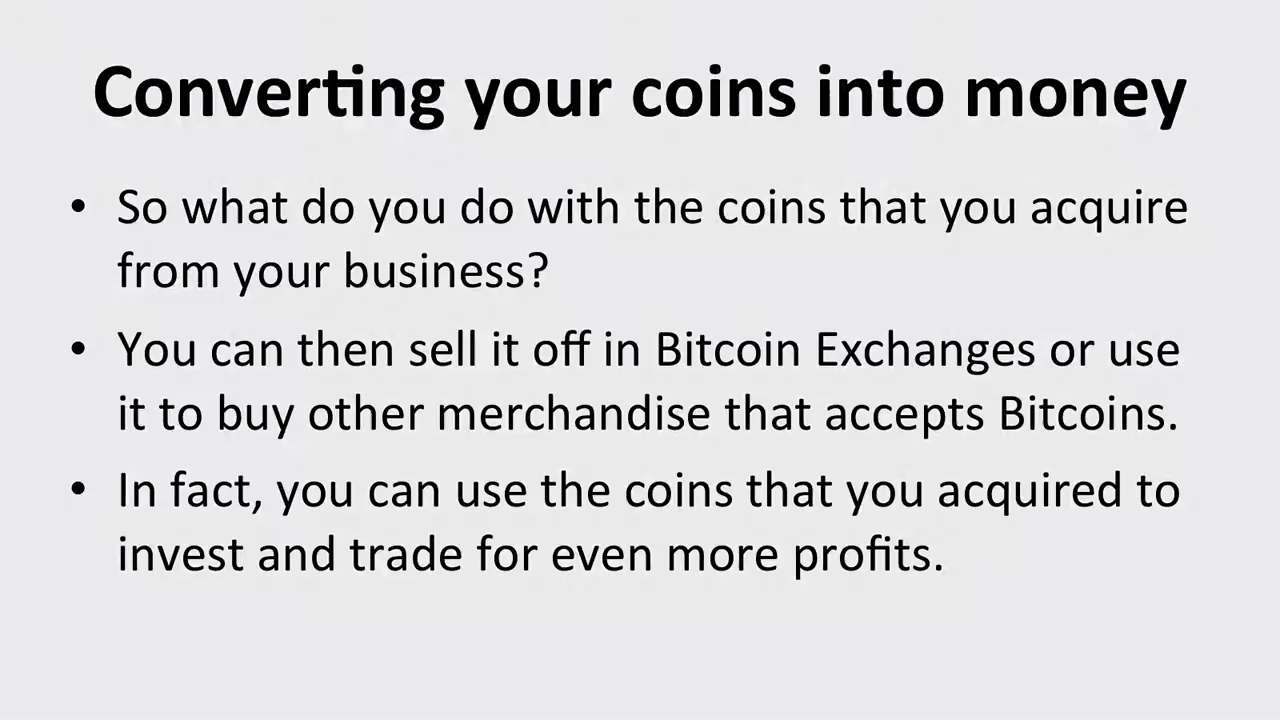 Converting your coins into money
• So what do you do with the coins that you acquire
from your business?
• You can then sell it off in Bitcoin Exchanges or use
it to buy other merchandise that accepts Bitcoins.
• In fact, you can use the coins that you acquired to
invest and trade for even more profits.